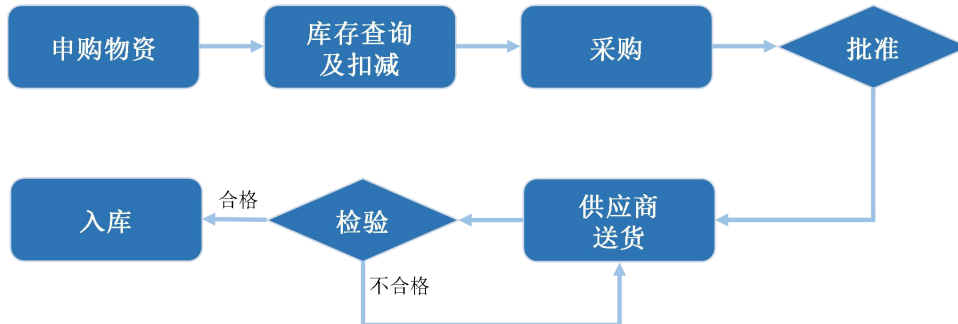 申购物资
库存查询
及扣减
采购
批准
入库
合格
检验
供应商
送货
不合格